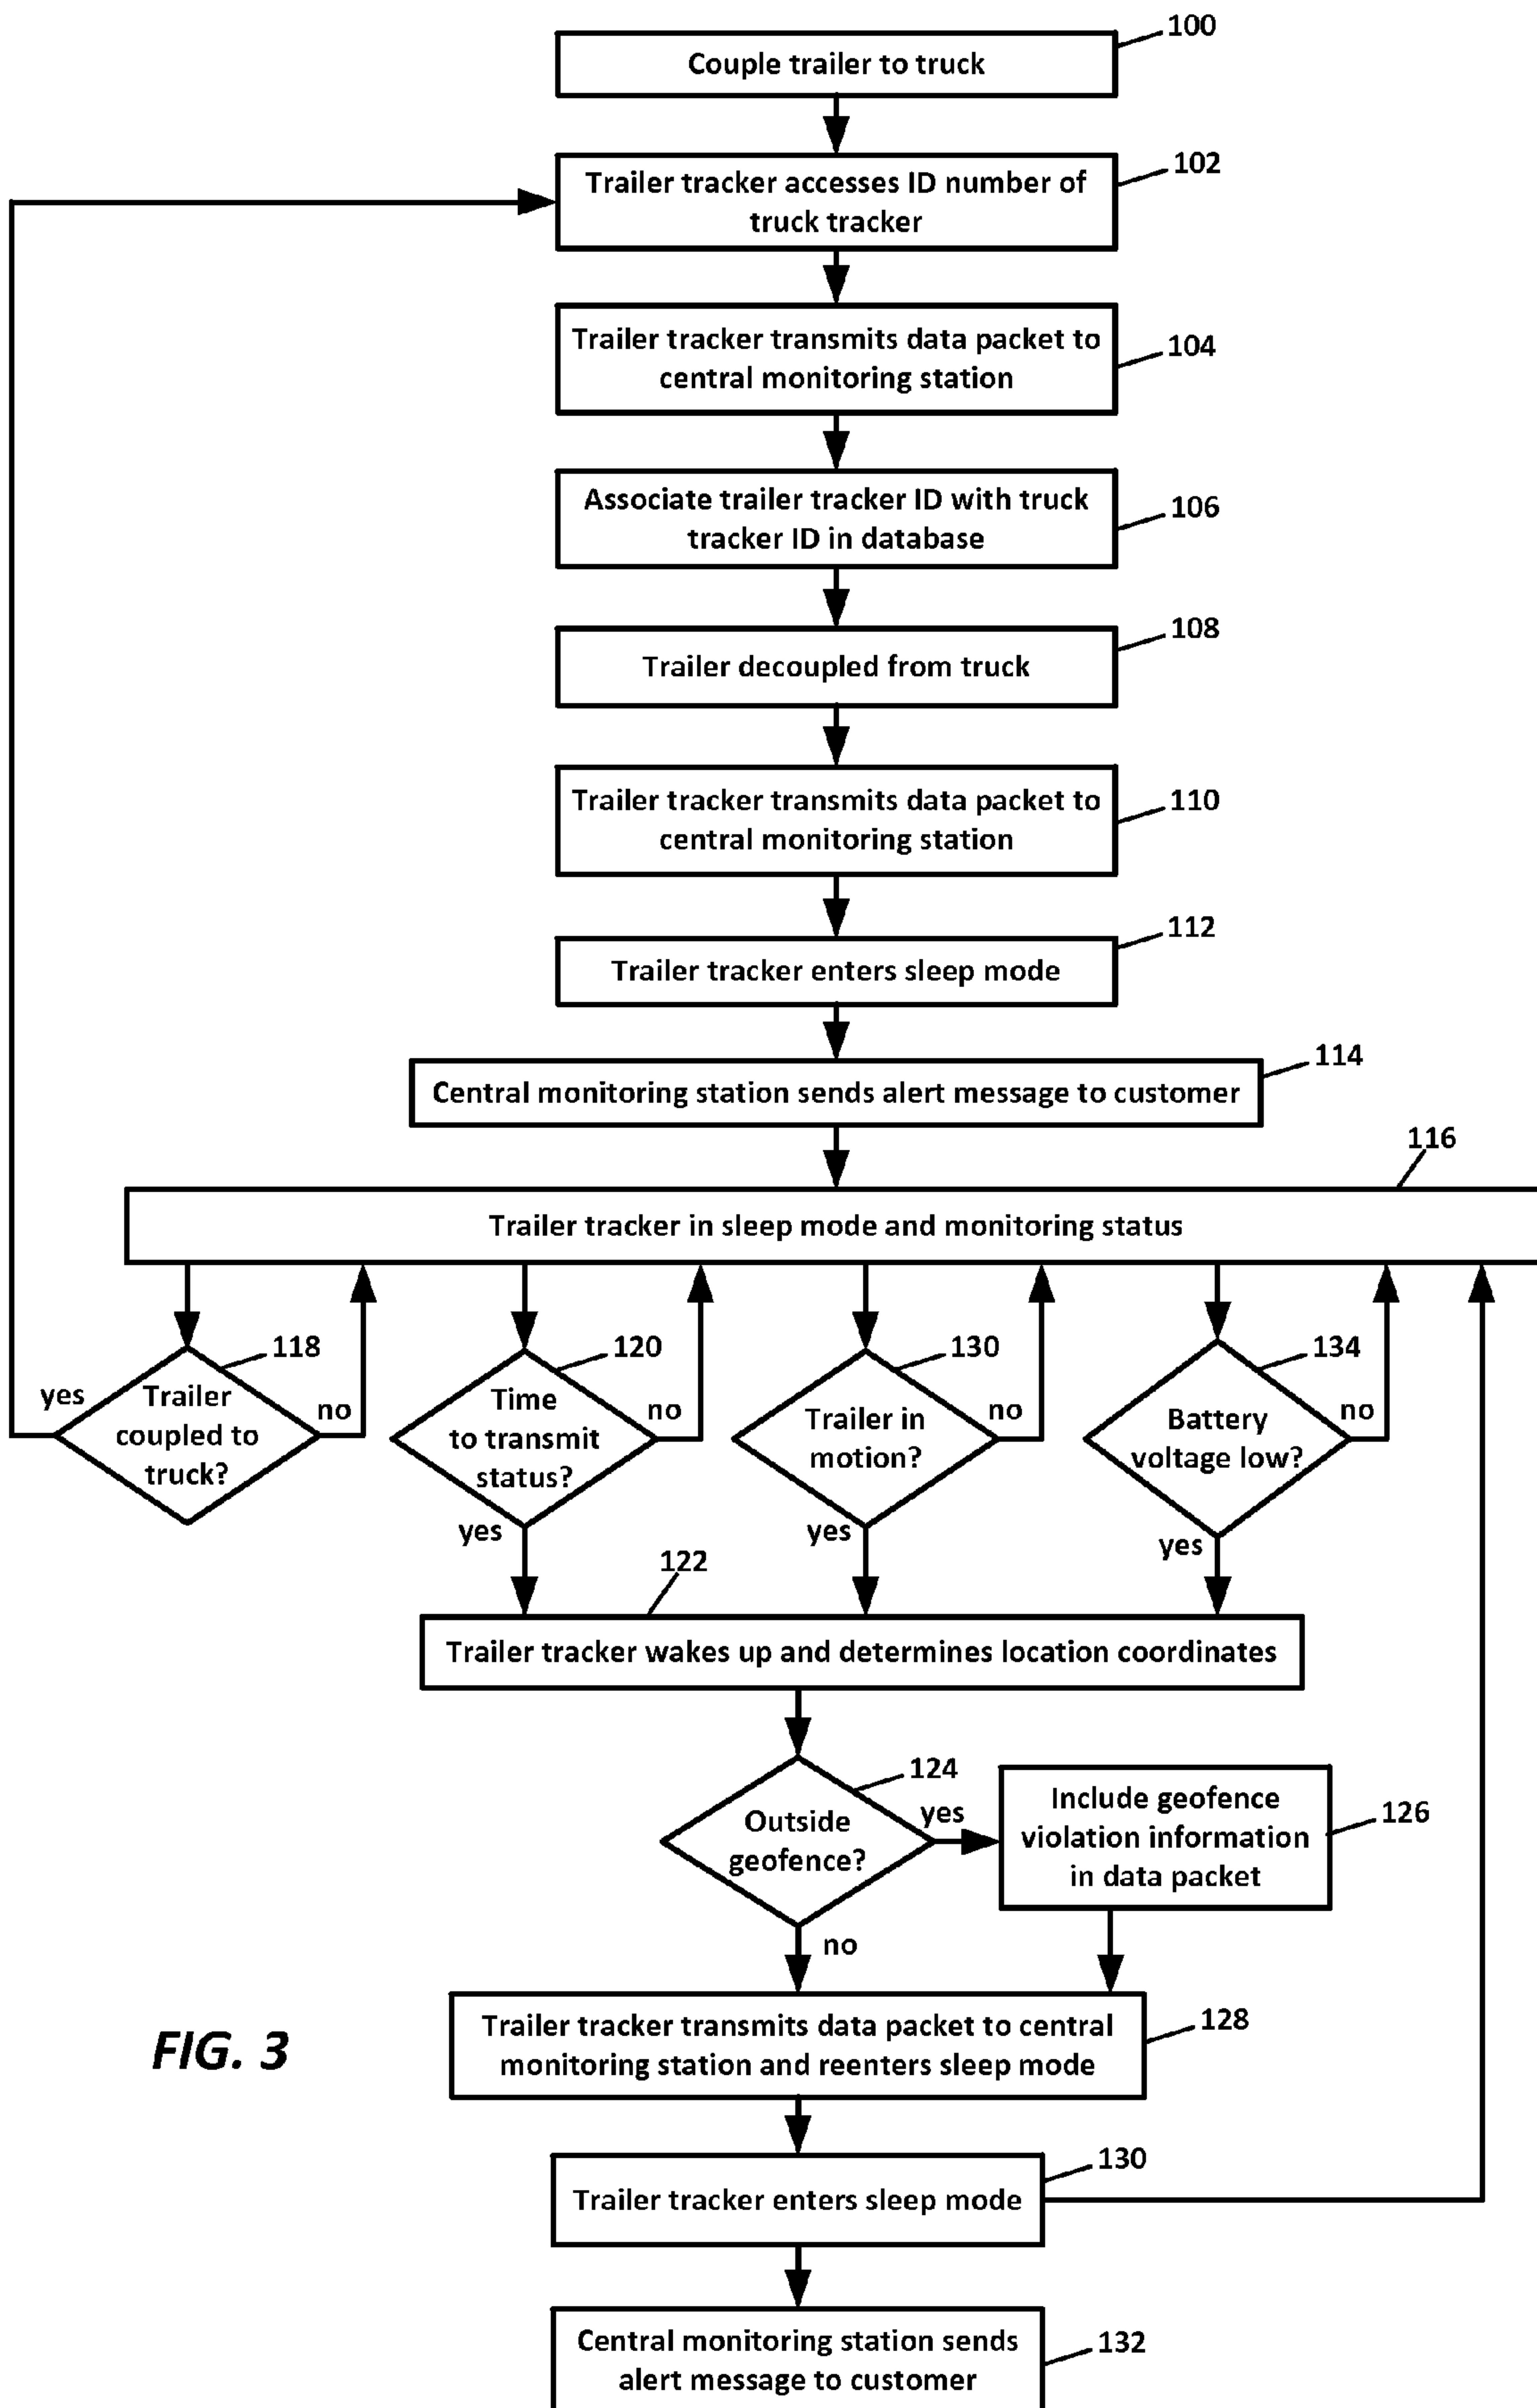 100
Couple trailer to truck
102
Trailer tracker accesses ID number of
truck tracker
104
Trailer tracker transmits data packet to
central monitoring station
106
Associate trailer tracker ID with truck
tracker ID in database
108
Trailer decoupled from truck
110
Trailer tracker transmits data packet to
central monitoring station
112
Trailer tracker enters sleep mode
114
Central monitoring station sends alert message to customer
116
Trailer tracker in sleep mode and monitoring status
118
yes
Trailer
coupled to
truck?
no
120
Time
to transmit
status?
no
yes
130
Trailer in
motion?
no
yes
134
Battery
voltage low?
no
yes
122
Trailer tracker wakes up and determines location coordinates
124
Outside
geofence?
yes
no
Include geofence
violation information
in data packet
126
Trailer tracker transmits data packet to central
monitoring station and reenters sleep mode
128
FIG. 3
130
Trailer tracker enters sleep mode
Central monitoring station sends
alert message to customer
132